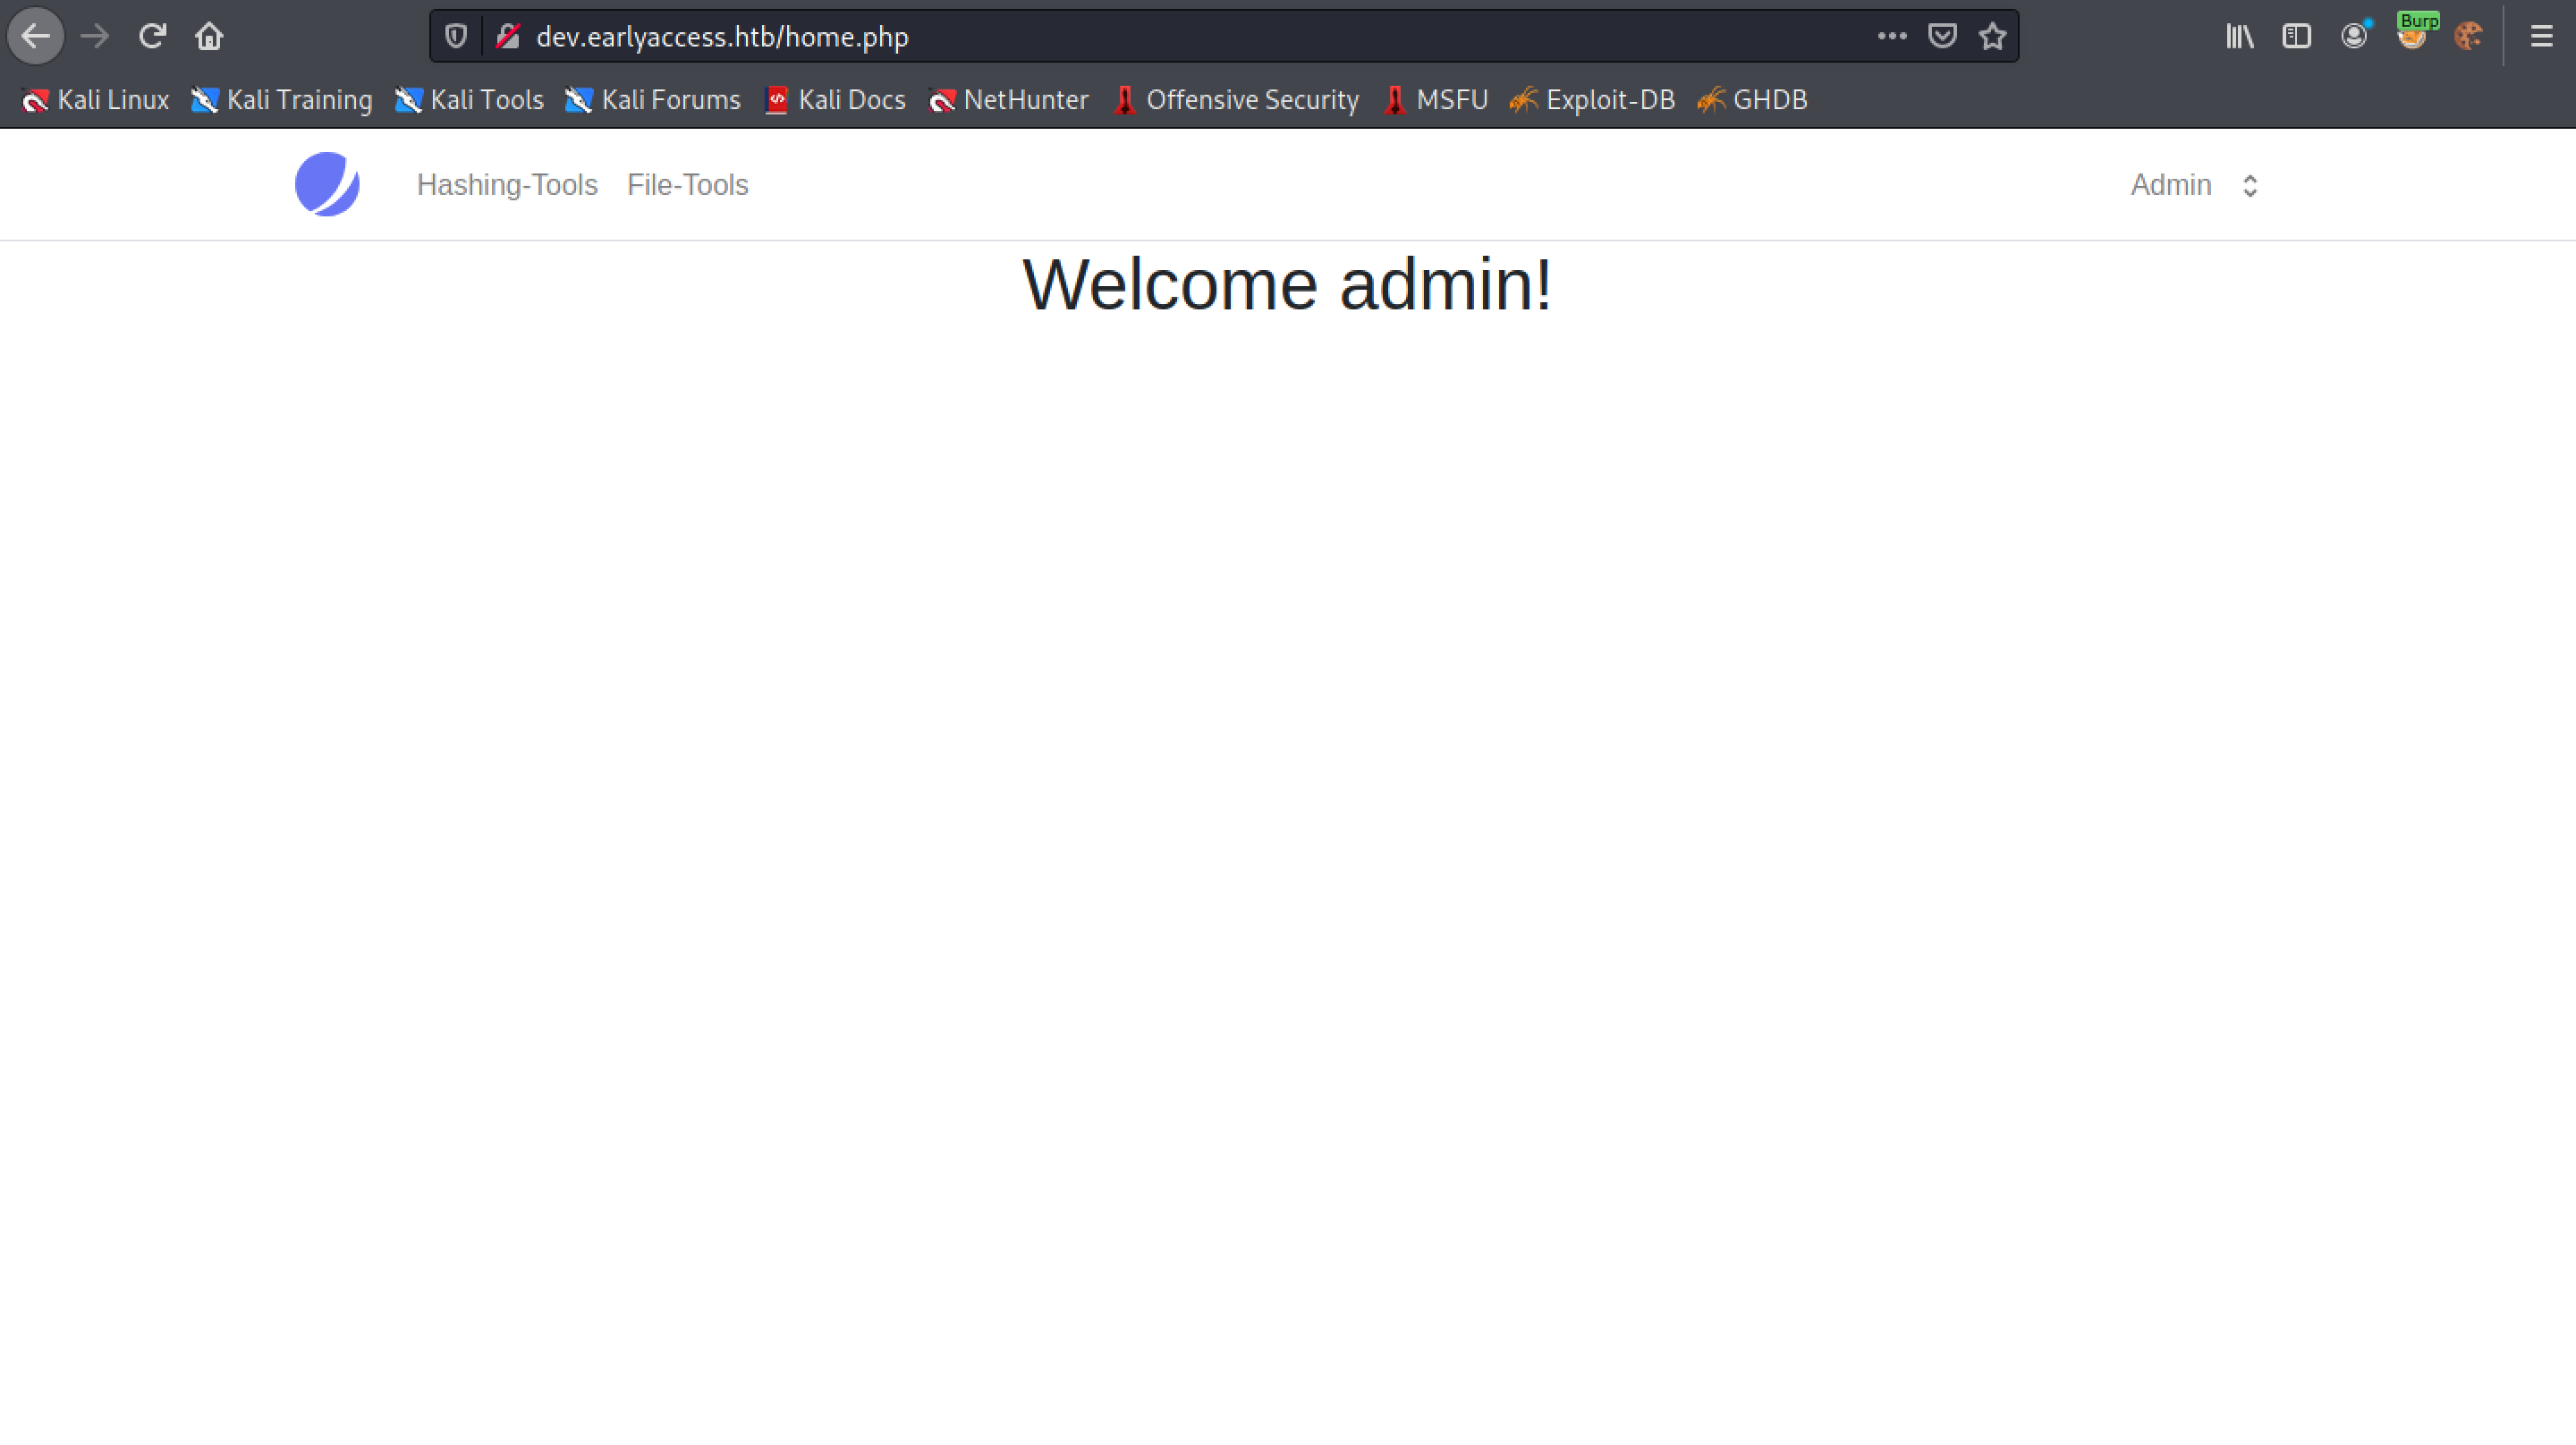 dev.earlyaccess.htb/home.php
Burp
Kali Linux Kali Training Kali Tools Kali Forums Kali Docs NetHunter Offensive Security MSFU Exploit-DB GHDB
Hashing-Tools File-Tools Admin
Welcome admin!